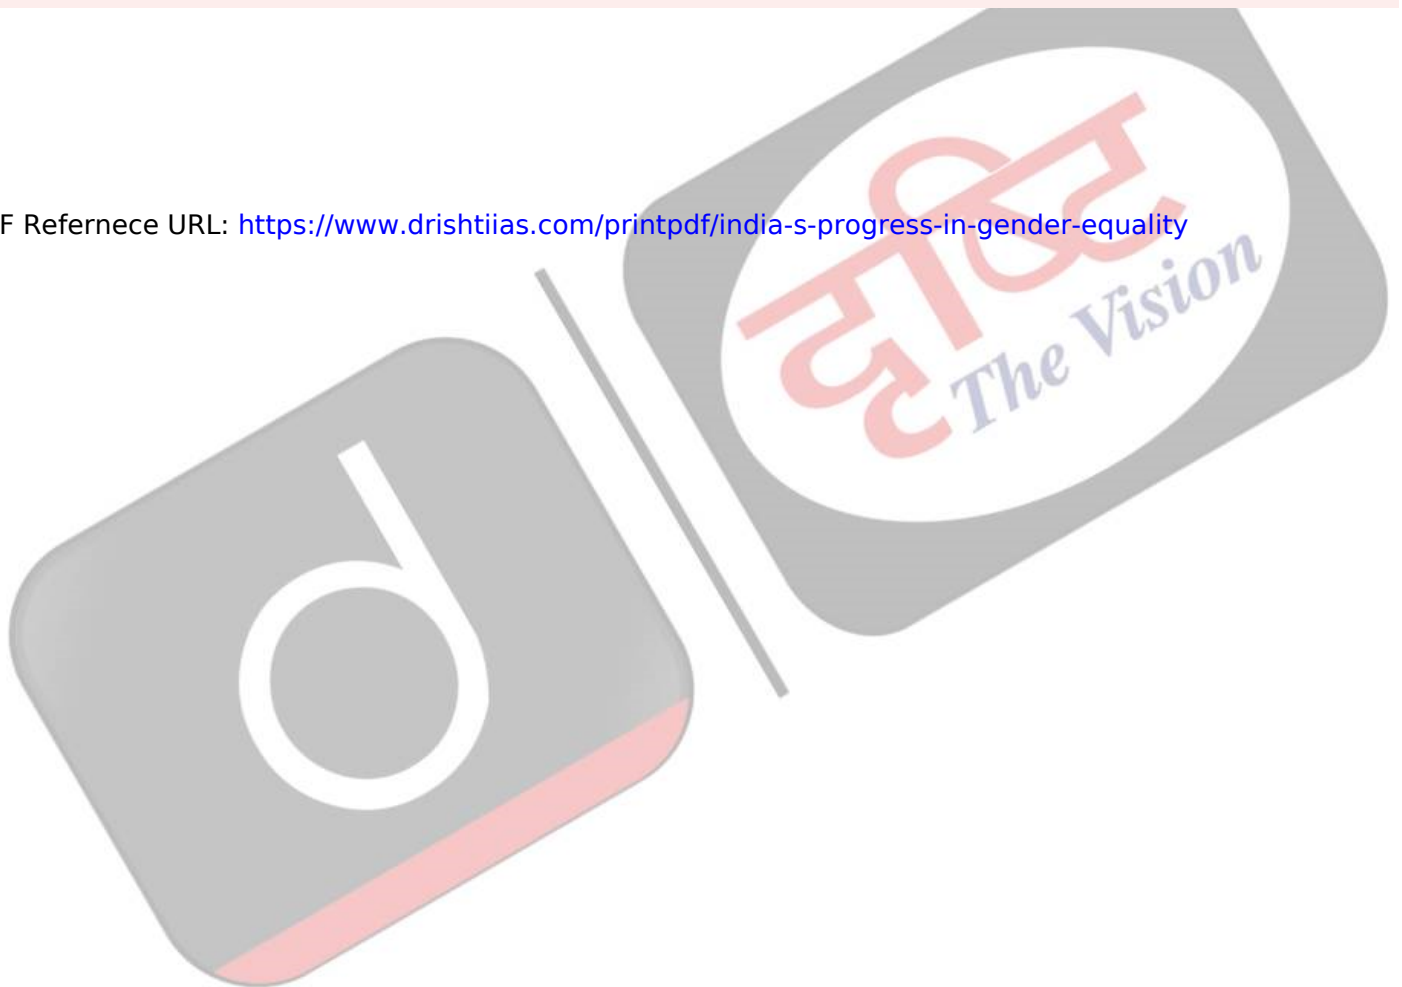 F Refernece URL: https://www.drishtiias.com/printpdf/india-s-progress-in-gender-equality
दृष्टि
The Vision
d